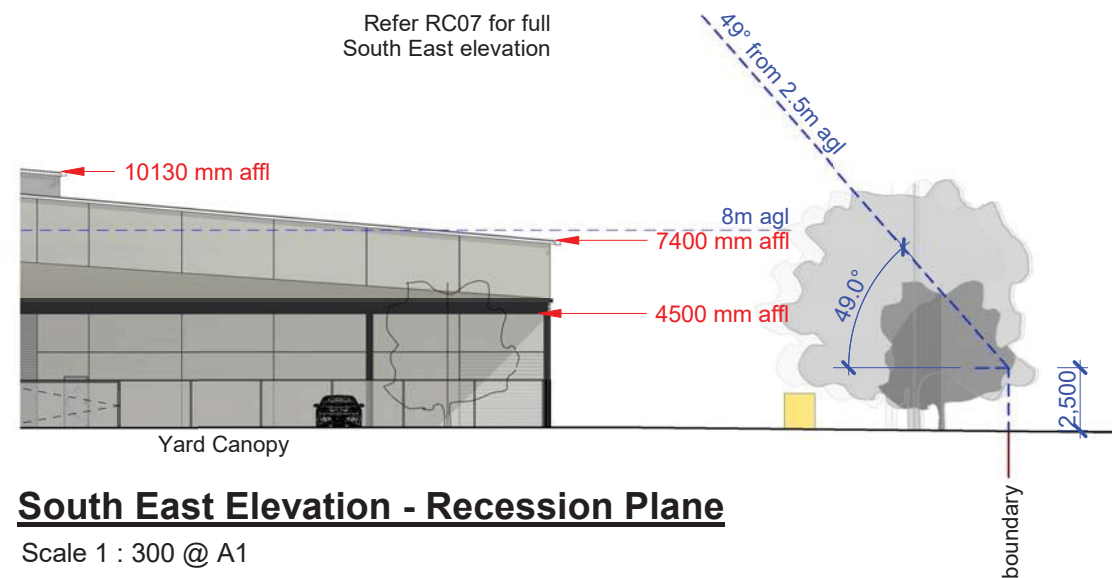 Refer RC07 for full
South East elevation
49° from 2.5m agl
10130 mm affl
8m agl
7400 mm affl
49.0°
4500 mm affl
2,500
Yard Canopy
boundary
South East Elevation - Recession Plane
Scale 1 : 300 @ A1